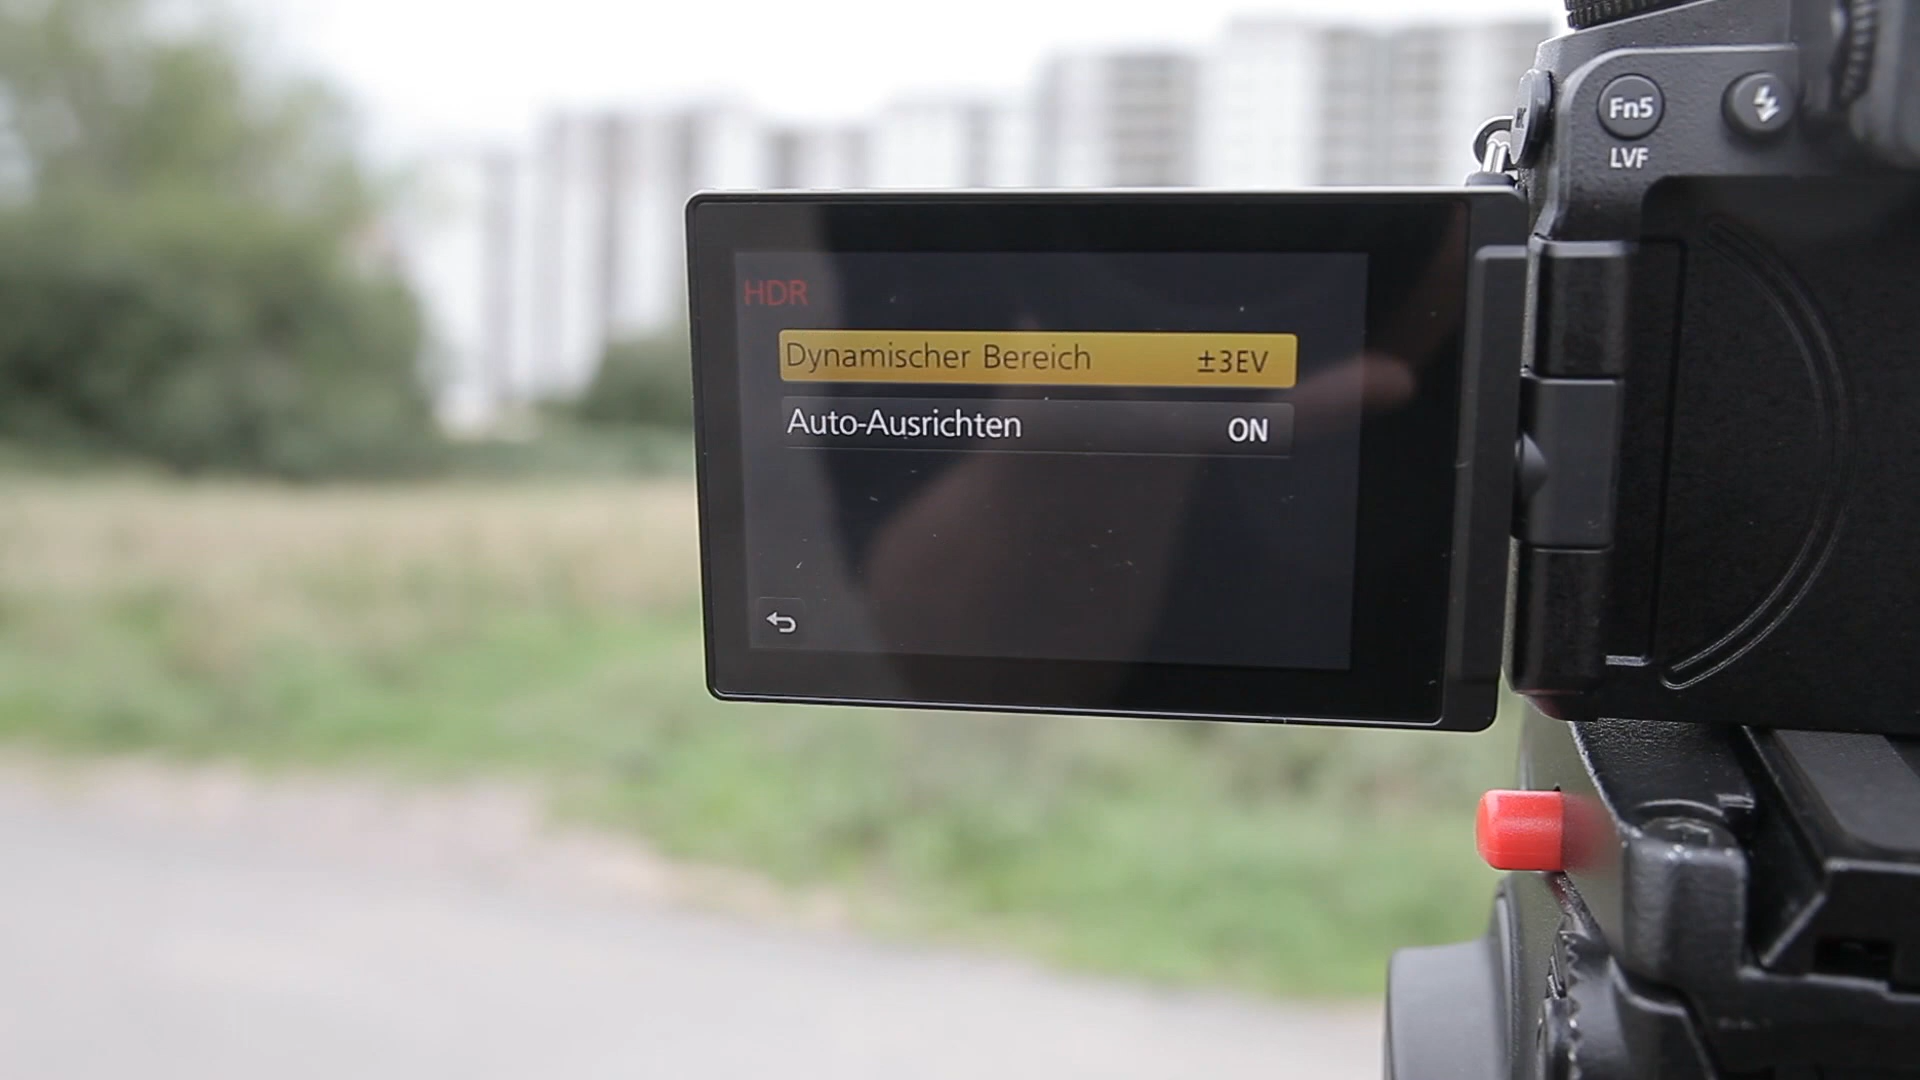 Fn5
LVF
HDR
Dynamischer Bereich ±3EV
Auto-Ausrichten ON